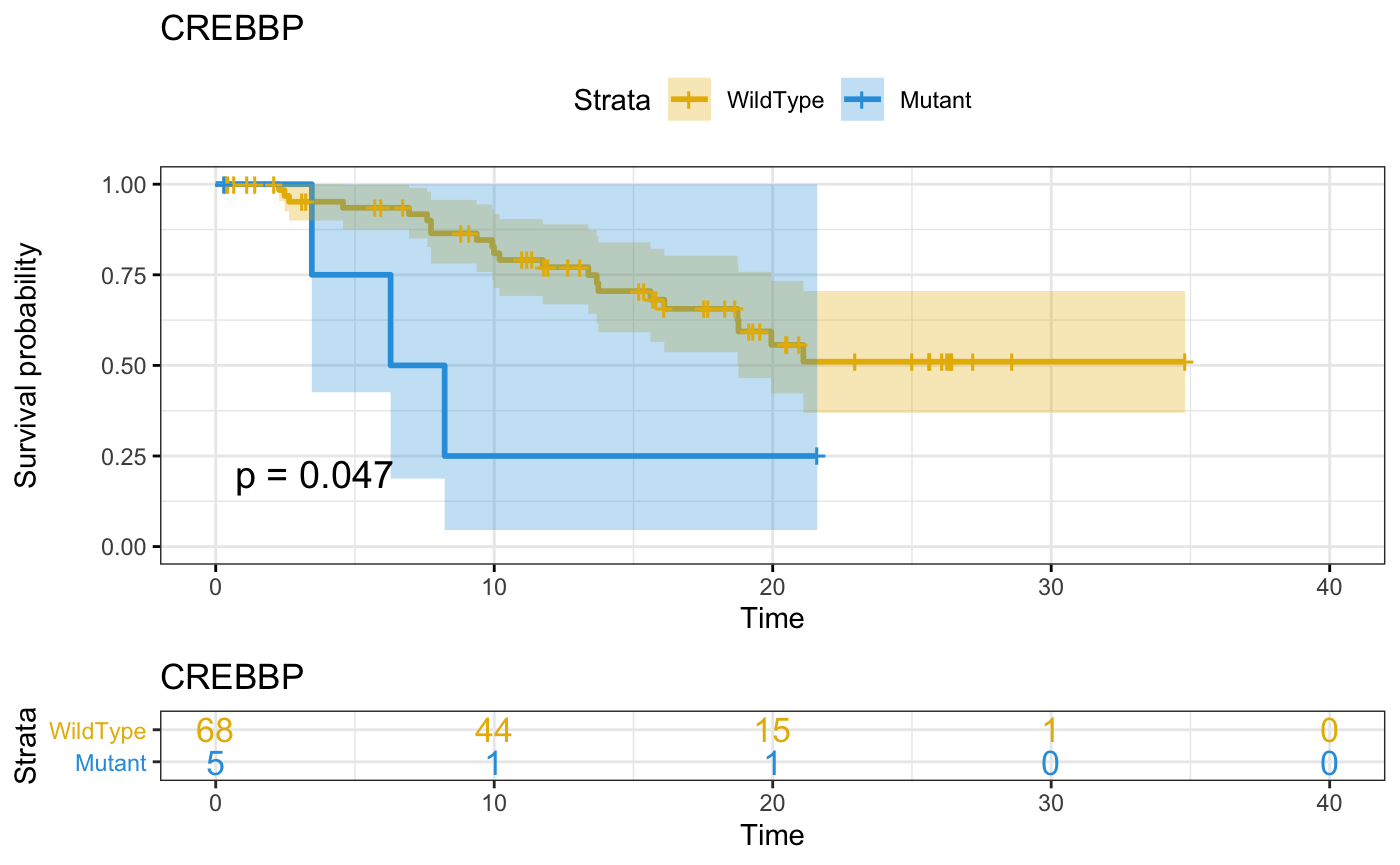 CREBBP
Strata WildType Mutant
Survival probability
1.00
0.75
0.50
0.25
0.00
p = 0.047
0 10 20 30 40
Time
CREBBP
Strata
WildType 68 44 15 1 0
Mutant 5 1 1 0 0
0 10 20 30 40
Time